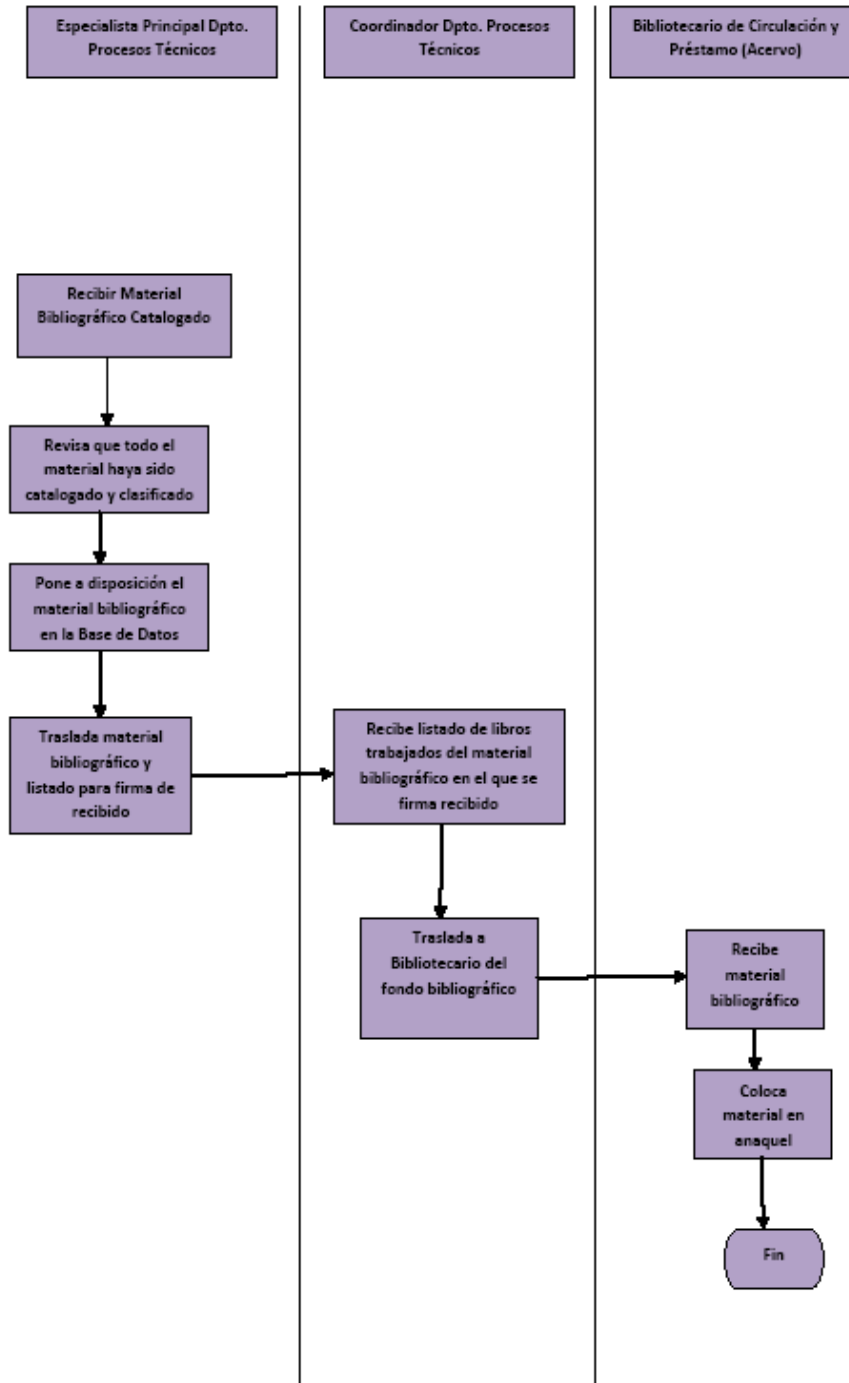 Especialista Principal Dpto.
Procesos Técnicos
Coordinador Dpto. Procesos
Técnicos
Bibliotecario de Circulación y
Préstamo (Acervo)
Recibir Material
Bibliográfico Catalogado
Revisa que todo el
material haya sido
catalogado y clasificado
Pone a disposición el
material bibliográfico
en la Base de Datos
Traslada material
bibliográfico y
listado para firma de
recibido
Recibe listado de libros
trabajados del material
bibliográfico en el que se
firma recibido
Traslada a
Bibliotecario del
fondo bibliográfico
Recibe
material
bibliográfico
Coloca
material en
anaquel
Fin